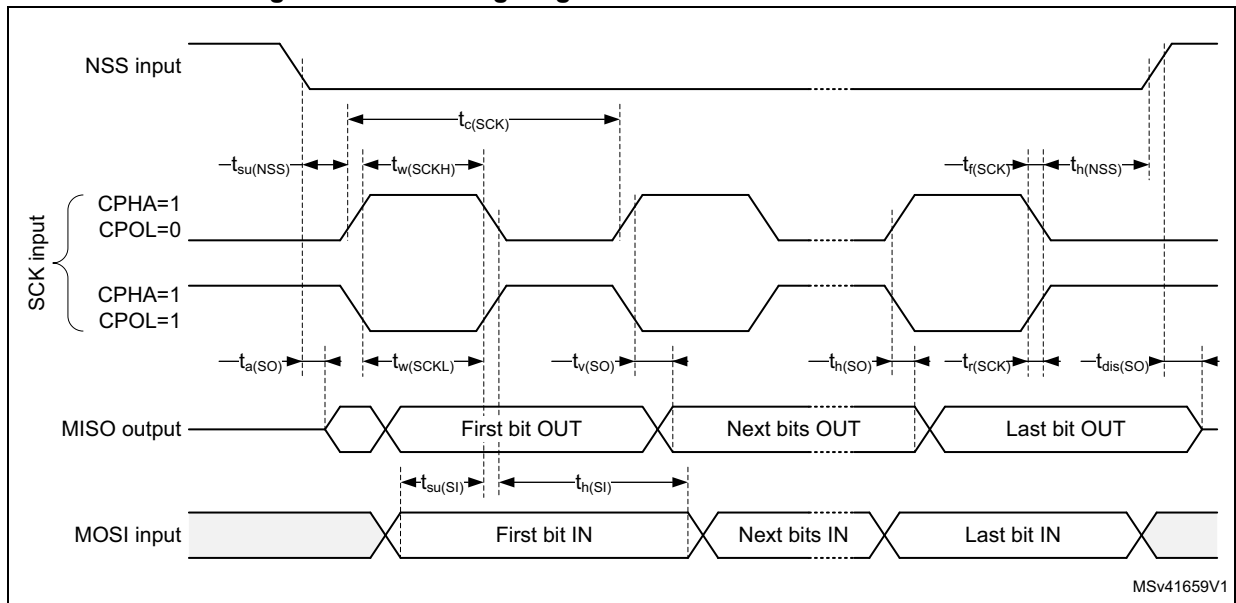 NSS input
tc(SCK)
tsu(NSS) tw(SCKH) tf(SCK) th(NSS)
SCK input
CPHA=1
CPOL=0
CPHA=1
CPOL=1
ta(SO) tw(SCKL) tv(SO) th(SO) tr(SCK) tdis(SO)
MISO output First bit OUT Next bits OUT Last bit OUT
tsu(SI) th(SI)
MOSI input First bit IN Next bits IN Last bit IN
MSv41659V1